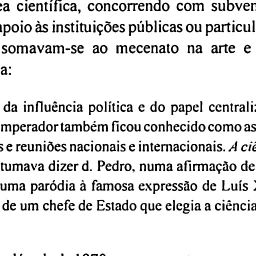 ea científica, concorrendo com subven
apoio às instituições públicas ou particul
somavam-se ao mecenato na arte e
a:
da influência política e do papel centrali
mperador também ficou conhecido como as
s e reuniões nacionais e internacionais. A ciê
tumava dizer d. Pedro, numa afirmação de
uma paródia à famosa expressão de Luís X
de um chefe de Estado que elegia a ciência